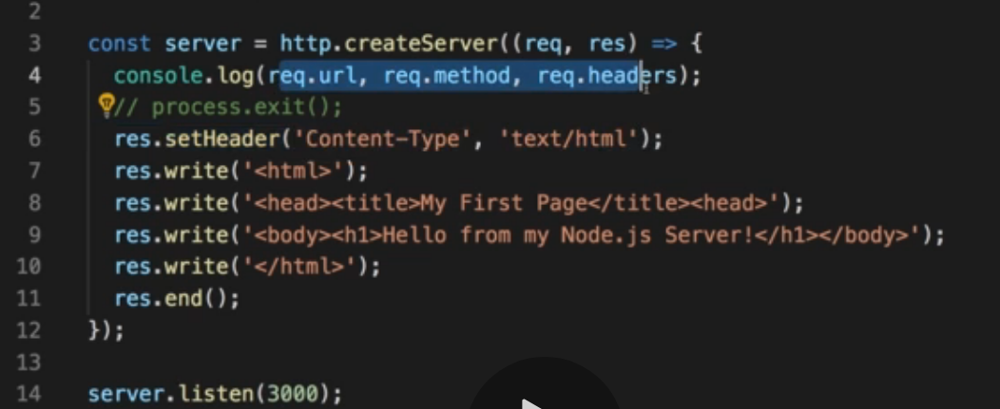 2
3 const server = http.createServer((req, res) => {
4 console.log(req.url, req.method, req.headers);
5 // process.exit();
6 res.setHeader('Content-Type', 'text/html');
7 res.write('<html>');
8 res.write('<head><title>My First Page</title><head>');
9 res.write('<body><h1>Hello from my Node.js Server!</h1></body>');
10 res.write('</html>');
11 res.end();
12 });
13
14 server.listen(3000);